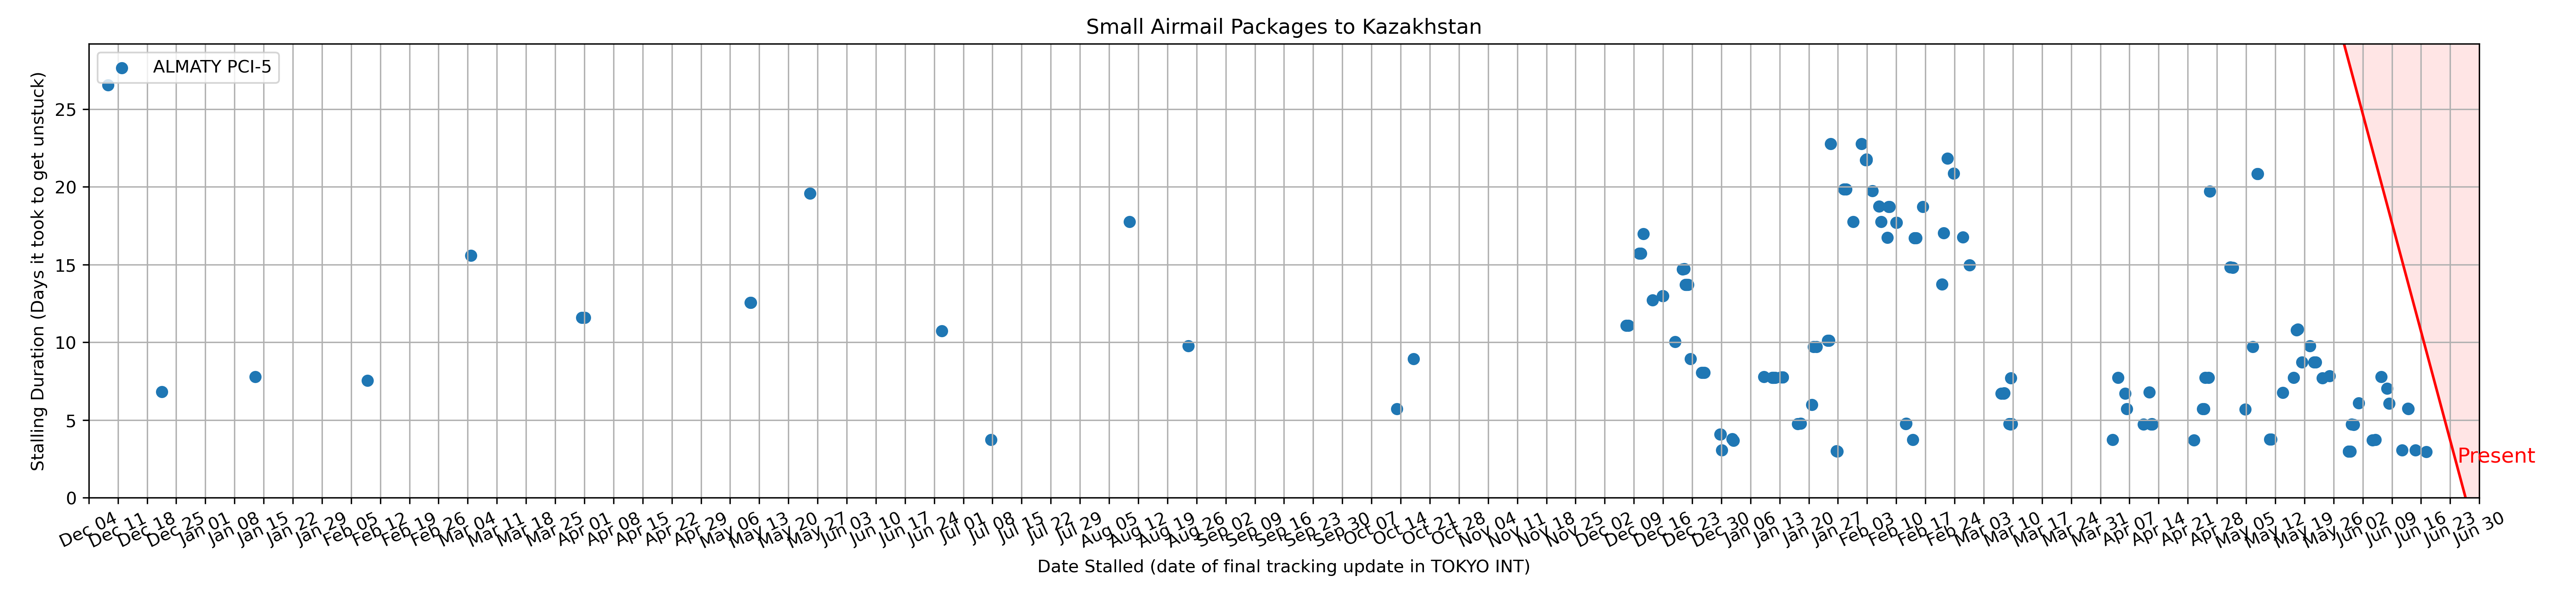 Small Airmail Packages to Kazakhstan
ALMATY PCI-5
Stalling Duration (Days it took to get unstuck)
25
20
15
10
5
0
Present
Dec 04
Dec 11
Dec 18
Dec 25
Jan 01
Jan 08
Jan 15
Jan 22
Jan 29
Feb 05
Feb 12
Feb 19
Feb 26
Mar 04
Mar 11
Mar 18
Mar 25
Apr 01
Apr 08
Apr 15
Apr 22
Apr 29
May 06
May 13
May 20
May 27
Jun 03
Jun 10
Jun 17
Jun 24
Jul 01
Jul 08
Jul 15
Jul 22
Jul 29
Aug 05
Aug 12
Aug 19
Aug 26
Sep 02
Sep 09
Sep 16
Sep 23
Sep 30
Oct 07
Oct 14
Oct 21
Oct 28
Nov 04
Nov 11
Nov 18
Nov 25
Dec 02
Dec 09
Dec 16
Dec 23
Dec 30
Jan 06
Jan 13
Jan 20
Jan 27
Feb 03
Feb 10
Feb 17
Feb 24
Mar 03
Mar 10
Mar 17
Mar 24
Mar 31
Apr 07
Apr 14
Apr 21
Apr 28
May 05
May 12
May 19
May 26
Jun 02
Jun 09
Jun 16
Jun 23
Jun 30
Date Stalled (date of final tracking update in TOKYO INT)